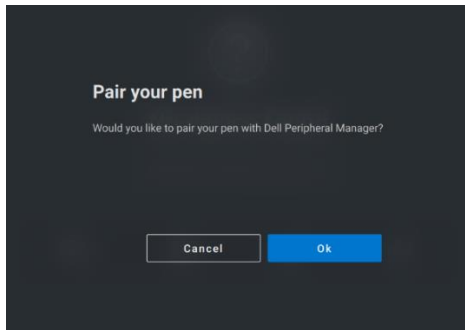 Pair your pen
Would you like to pair your pen with Dell Peripheral Manager?
Cancel
Ok